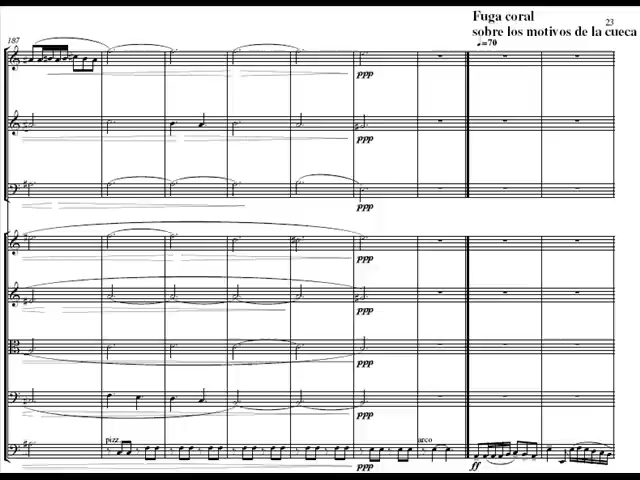 Fuga coral
23
sobre los motivos de la cueca
♩=70
187
ppp
ppp
ppp
ppp
ppp
ppp
ppp
pizz
arco
ppp
ff